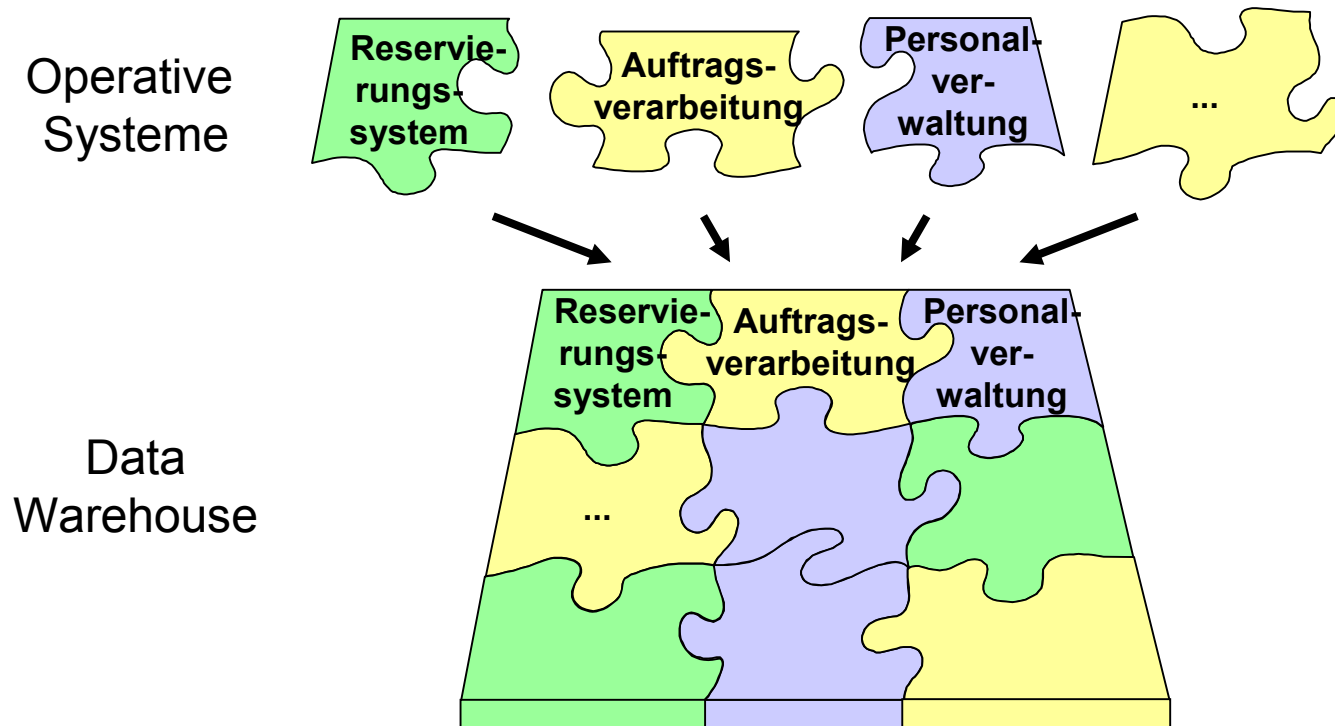 Operative
Systeme
Reservie-
rungs-
system
Auftrags-
verarbeitung
Personal-
ver-
waltung
...
Data
Warehouse
Reservie-
rungs-
system
Auftrags-
verarbeitung
Personal-
ver-
waltung
...